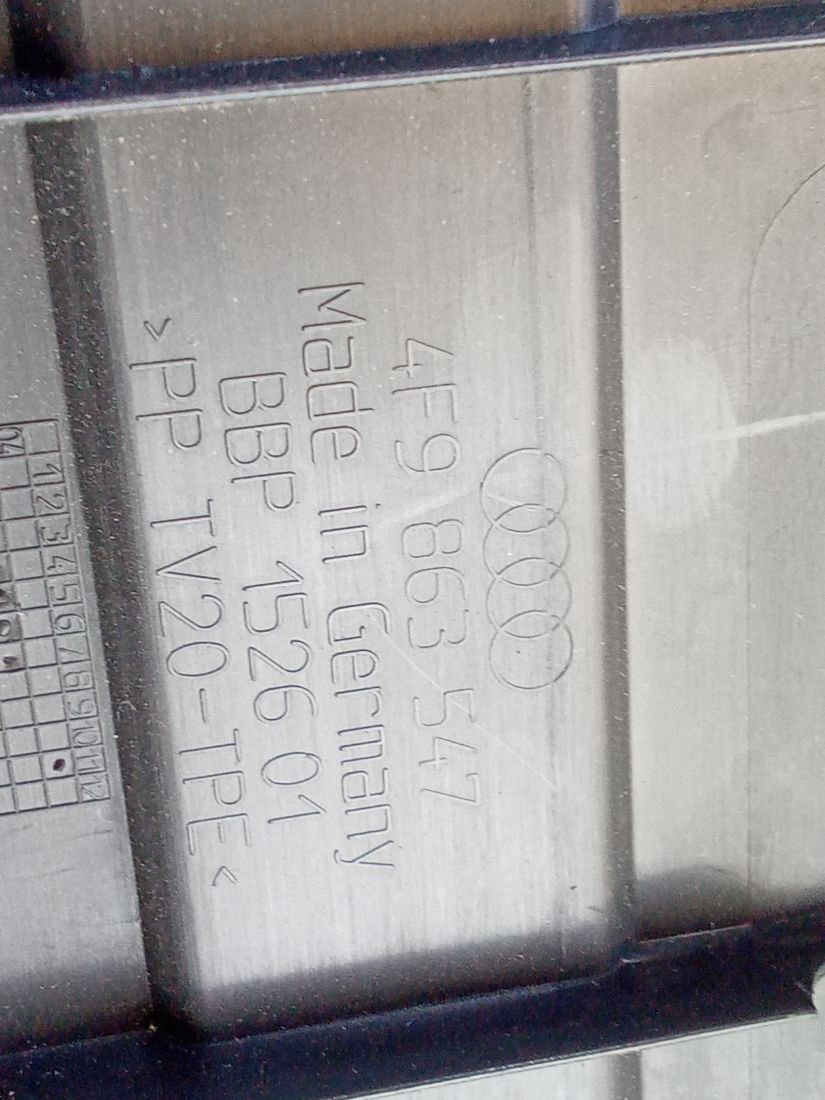 4F9 863 547
Made in Germany
BBP 1526 01
>PP TV20-TPE<
1 2 3 4 5 6 7 8 9 10 11 12
04